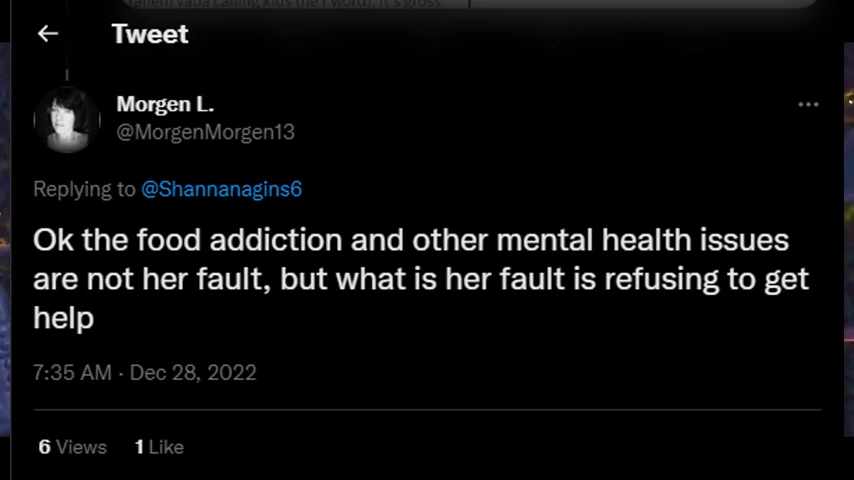 Tweet
Morgen L.
@MorgenMorgen13
Replying to @Shannanagins6
Ok the food addiction and other mental health issues
are not her fault, but what is her fault is refusing to get
help
7:35 AM · Dec 28, 2022
6 Views 1 Like